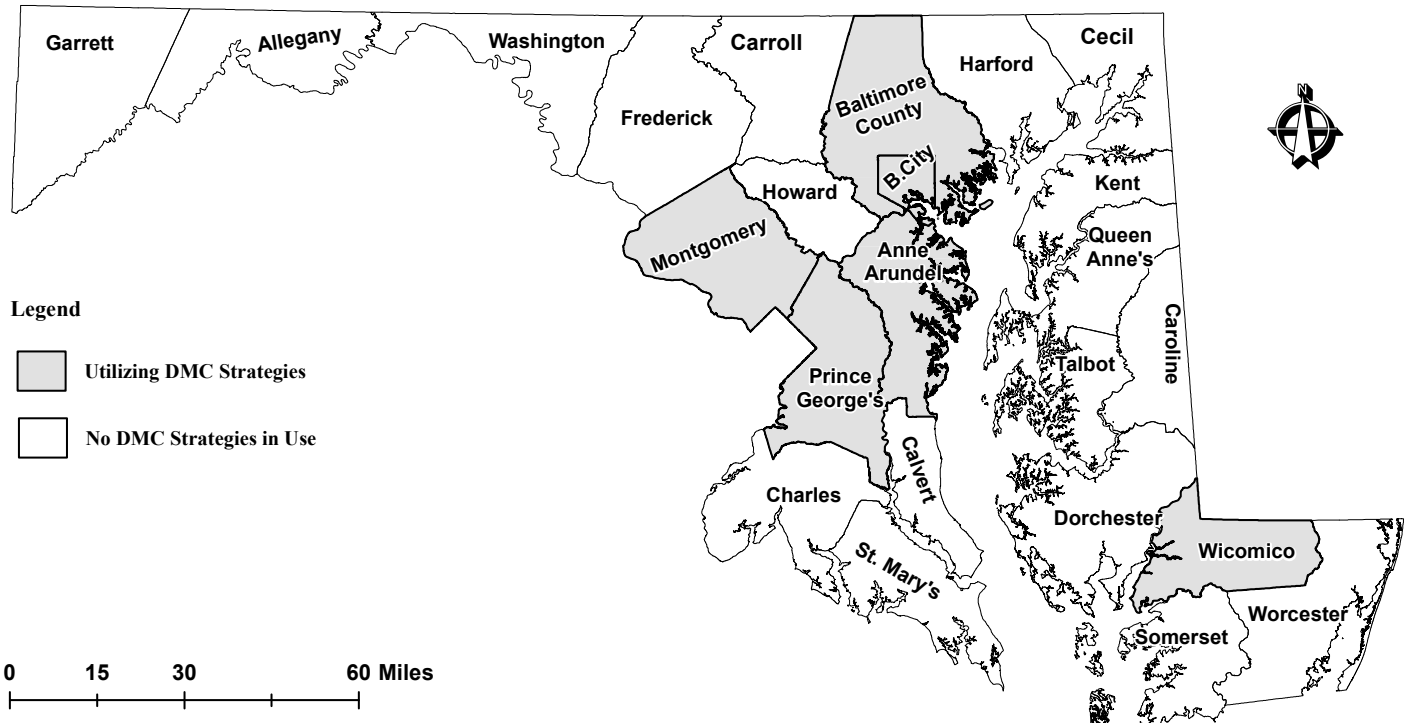 Garrett
Allegany
Washington
Carroll
Cecil
Harford
Frederick
Baltimore
County
B.City
N
Howard
Kent
Montgomery
Anne
Arundel
Queen
Anne's
Legend
Caroline
Utilizing DMC Strategies
Talbot
Prince
George's
No DMC Strategies in Use
Calvert
Charles
Dorchester
Wicomico
St. Mary's
Worcester
Somerset
0 15 30 60 Miles